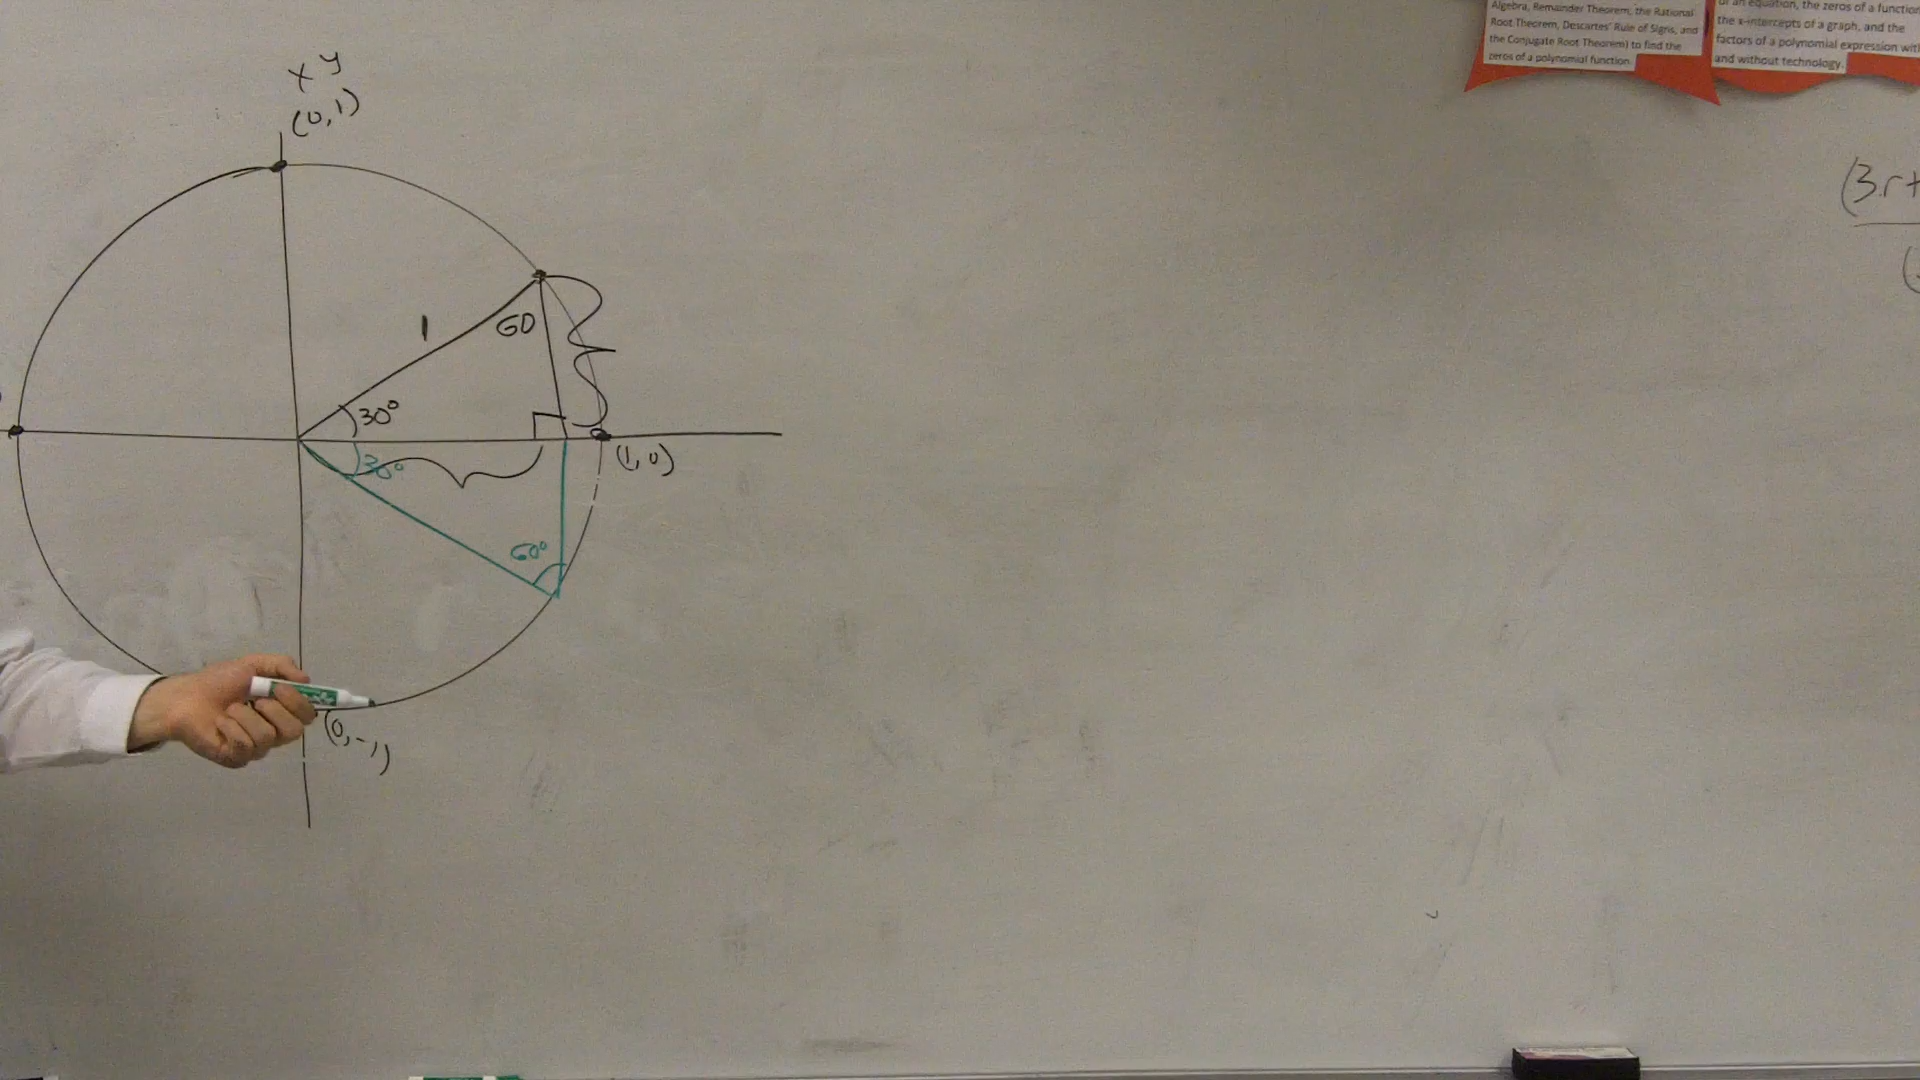 Algebra, Remainder Theorem, the Rational
Root Theorem, Descartes' Rule of Signs, and
the Conjugate Root Theorem) to find the
zeros of a polynomial function.
an equation, the zeros of a function
the x-intercepts of a graph, and the
factors of a polynomial expression with
and without technology.
x y
(0,1)
(3r+
1
60
30°
30°
(1,0)
60°
(0,-1)